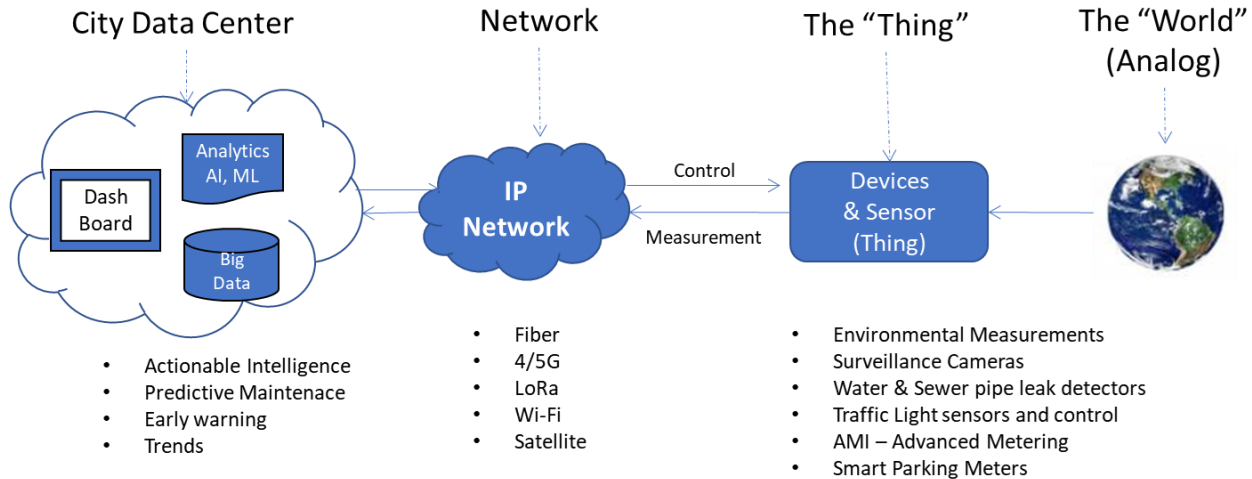 City Data Center
Network
The “Thing”
The “World”
(Analog)
Analytics
AI, ML
Dash
Board
Big
Data
IP
Network
Control
Measurement
Devices
& Sensor
(Thing)
• Actionable Intelligence
• Predictive Maintenace
• Early warning
• Trends
• Fiber
• 4/5G
• LoRa
• Wi-Fi
• Satellite
• Environmental Measurements
• Surveillance Cameras
• Water & Sewer pipe leak detectors
• Traffic Light sensors and control
• AMI – Advanced Metering
• Smart Parking Meters